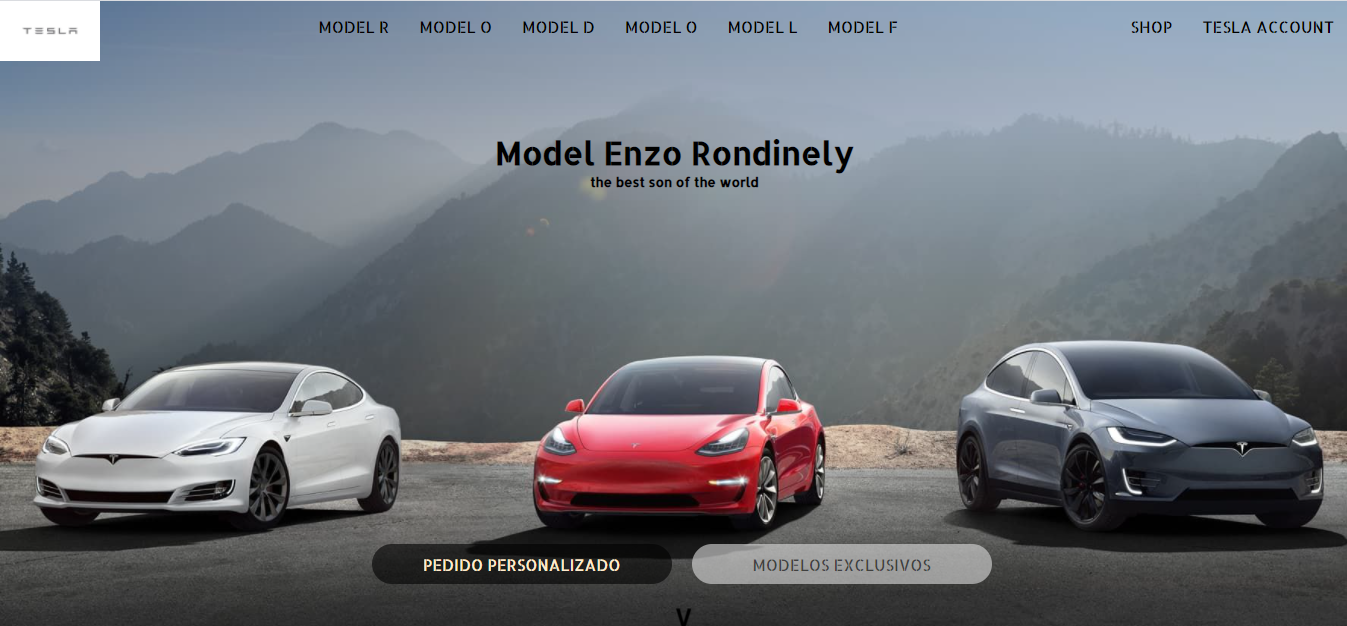 TESLA
MODEL R MODEL O MODEL D MODEL O MODEL L MODEL F SHOP TESLA ACCOUNT
Model Enzo Rondinely
the best son of the world
PEDIDO PERSONALIZADO MODELOS EXCLUSIVOS
V